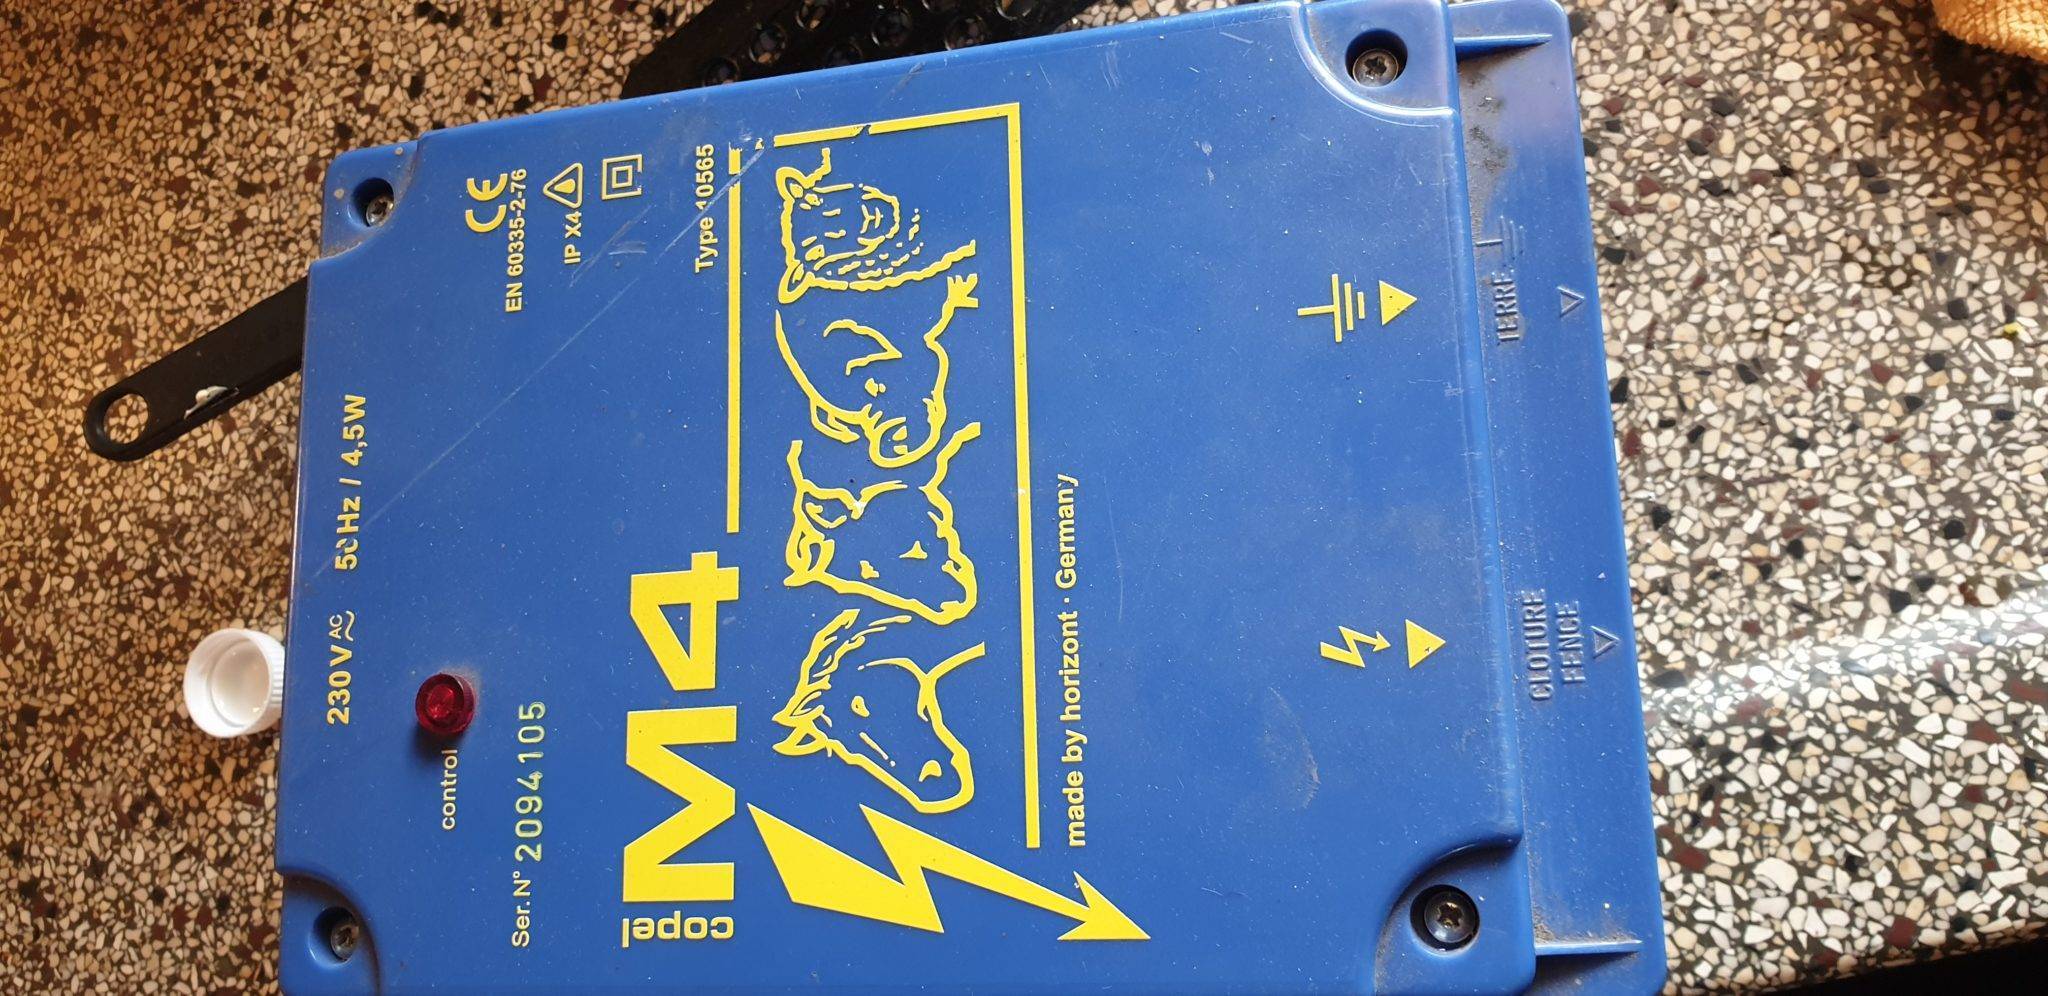 230V AC 50Hz / 4,5W
control
CE
EN 60335-2-76
IP X4
Ser.N° 2094105
copel
M4
Type 10565
made by horizont · Germany
CLOTURE
FENCE
TERRE